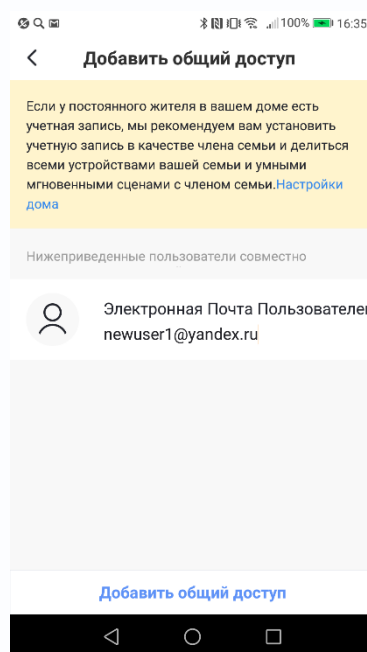 100% 16:35
Добавить общий доступ
Если у постоянного жителя в вашем доме есть
учетная запись, мы рекомендуем вам установить
учетную запись в качестве члена семьи и делиться
всеми устройствами вашей семьи и умными
мгновенными сценами с членом семьи.Настройки
дома
Нижеприведенные пользователи совместно
Электронная Почта Пользователе
newuser1@yandex.ru
Добавить общий доступ